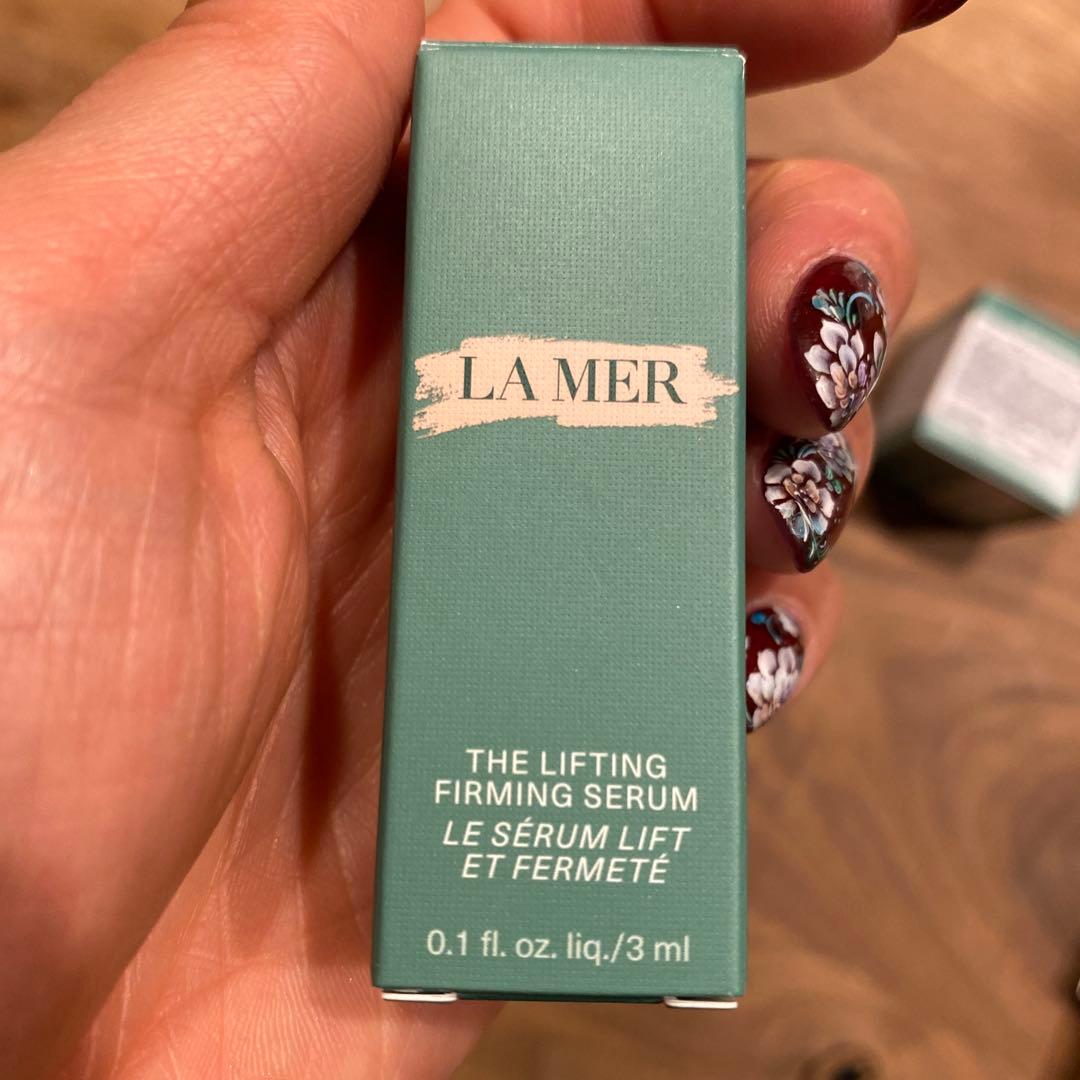 LA MER
THE LIFTING
FIRMING SERUM
LE SÉRUM LIFT
ET FERMETÉ
0.1 fl. oz. liq./3 ml